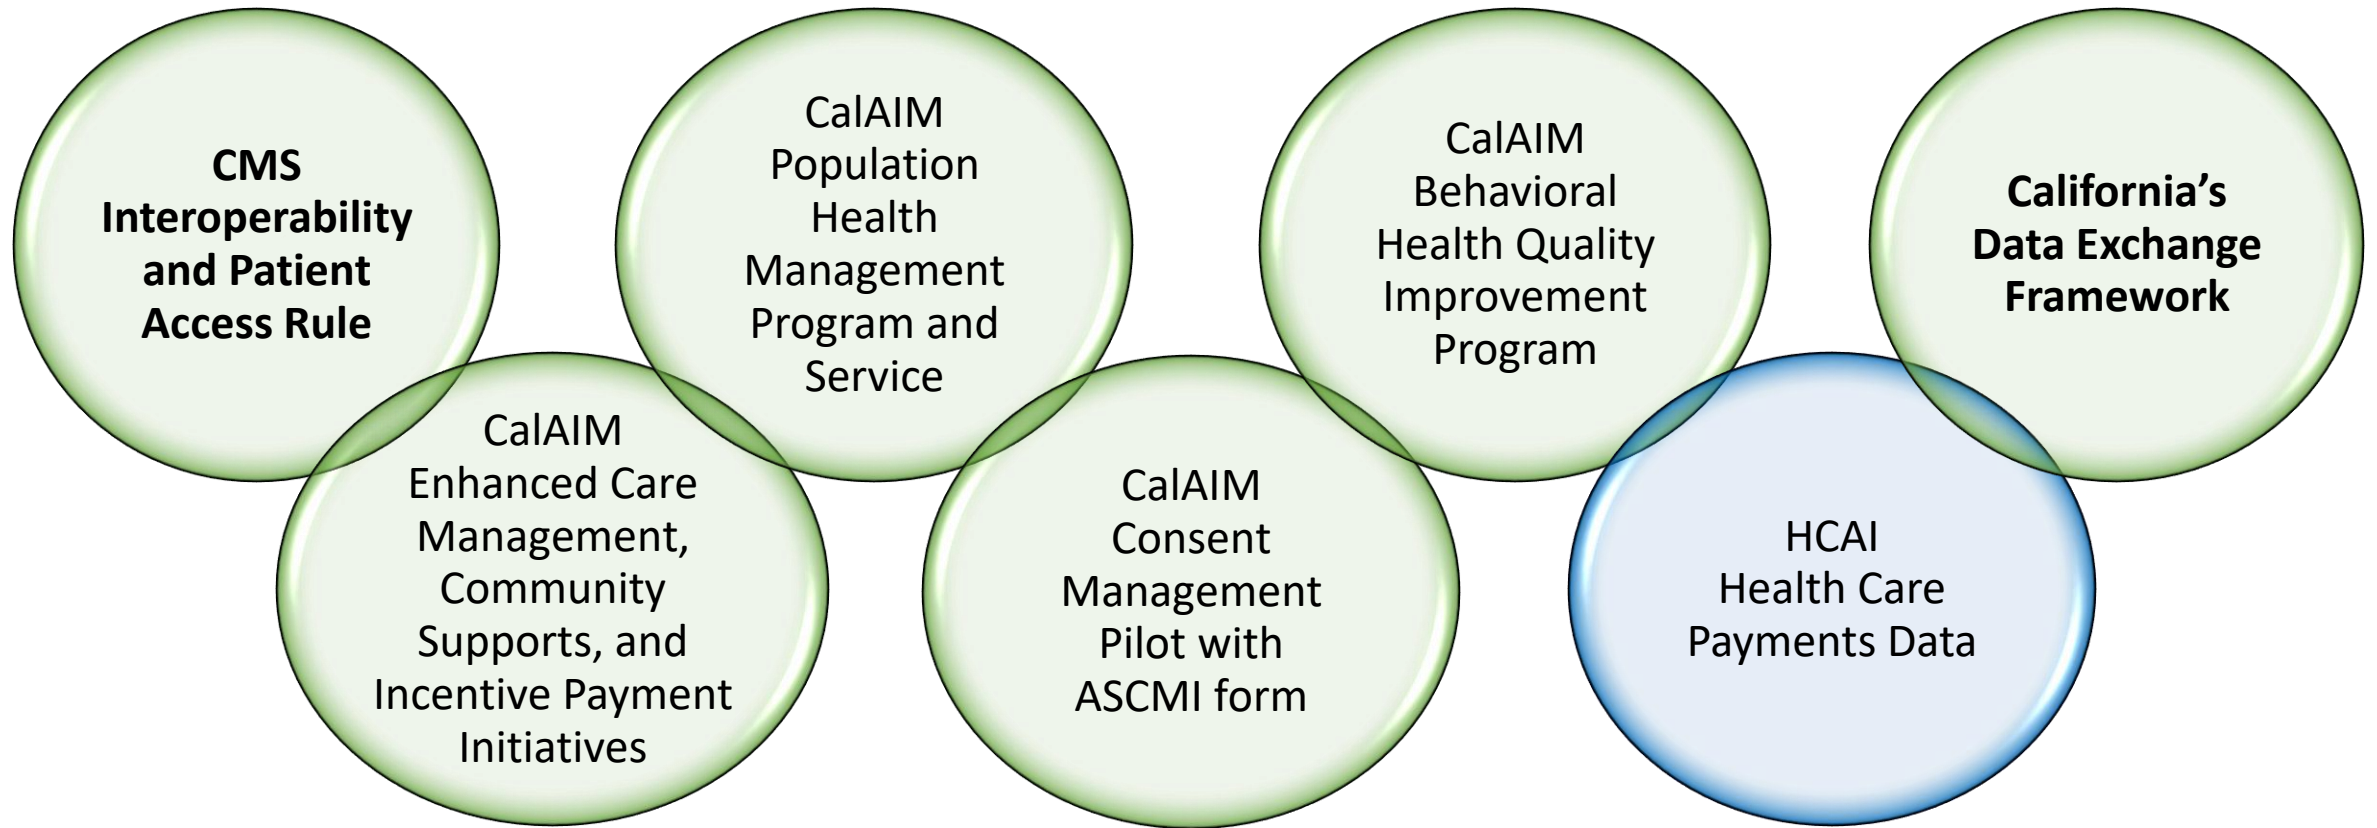 CMS
Interoperability
and Patient
Access Rule
CalAIM
Enhanced Care
Management,
Community
Supports, and
Incentive Payment
Initiatives
CalAIM
Population
Health
Management
Program and
Service
CalAIM
Consent
Management
Pilot with
ASCMI form
CalAIM
Behavioral
Health Quality
Improvement
Program
HCAI
Health Care
Payments Data
California’s
Data Exchange
Framework